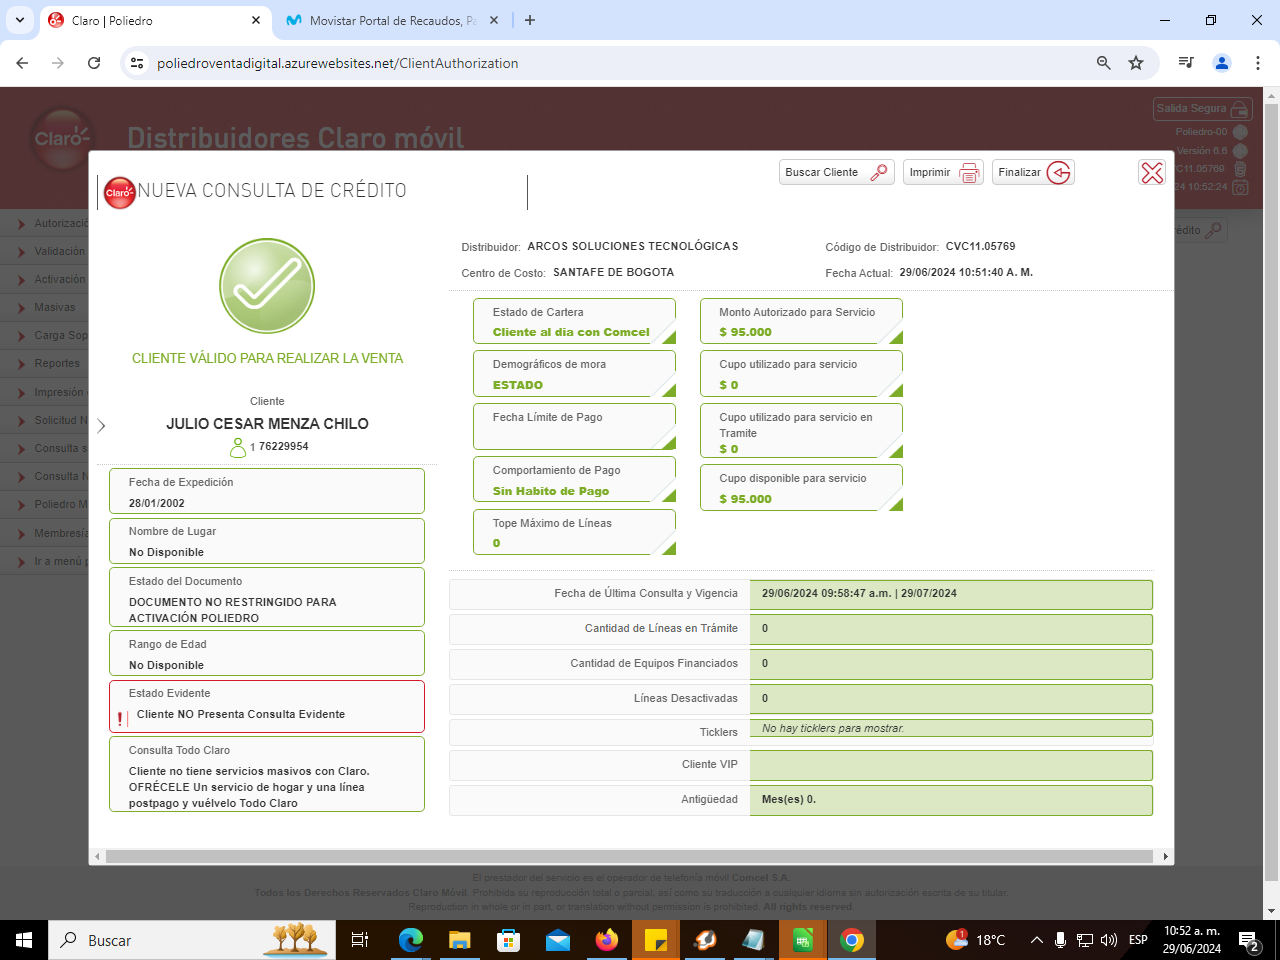 Claro | Poliedro
Movistar Portal de Recaudos, Pa
poliedroventadigital.azurewebsites.net/ClientAuthorization
Claro
Distribuidores Claro móvil
Salida Segura
Poliedro-00
Versión 6.6
VC11.05769
24 10:52:24
Autorizació
Validación
Activación
Masivas
Carga Sop
Reportes
Impresión
Solicitud N
Consulta s
Consulta N
Poliedro M
Membresía
Ir a menú p
rédito
Claro
NUEVA CONSULTA DE CRÉDITO
Buscar Cliente
Imprimir
Finalizar
CLIENTE VÁLIDO PARA REALIZAR LA VENTA
Cliente
JULIO CESAR MENZA CHILO
1 76229954
Fecha de Expedición
28/01/2002
Nombre de Lugar
No Disponible
Estado del Documento
DOCUMENTO NO RESTRINGIDO PARA
ACTIVACIÓN POLIEDRO
Rango de Edad
No Disponible
Estado Evidente
Cliente NO Presenta Consulta Evidente
Consulta Todo Claro
Cliente no tiene servicios masivos con Claro.
OFRÉCELE Un servicio de hogar y una línea
postpago y vuélvelo Todo Claro
Distribuidor: ARCOS SOLUCIONES TECNOLÓGICAS
Código de Distribuidor: CVC11.05769
Centro de Costo: SANTAFE DE BOGOTA
Fecha Actual: 29/06/2024 10:51:40 A. M.
Estado de Cartera
Cliente al dia con Comcel
Demográficos de mora
ESTADO
Fecha Límite de Pago
Comportamiento de Pago
Sin Habito de Pago
Tope Máximo de Líneas
0
Monto Autorizado para Servicio
$ 95.000
Cupo utilizado para servicio
$ 0
Cupo utilizado para servicio en
Tramite
$ 0
Cupo disponible para servicio
$ 95.000
Fecha de Última Consulta y Vigencia 29/06/2024 09:58:47 a.m. | 29/07/2024
Cantidad de Líneas en Trámite 0
Cantidad de Equipos Financiados 0
Líneas Desactivadas 0
Ticklers No hay ticklers para mostrar.
Cliente VIP
Antigüedad Mes(es) 0.
El prestador del servicio es el operador de telefonía móvil Comcel S.A.
Todos los Derechos Reservados Claro Móvil. Prohibida su reproducción total o parcial, así como su traducción a cualquier idioma sin autorización escrita de su titular.
Reproduction in whole or in part, or translation without permission is prohibited. All rights reserved.
Buscar
1
18°C
ESP
10:52 a. m.
29/06/2024
2